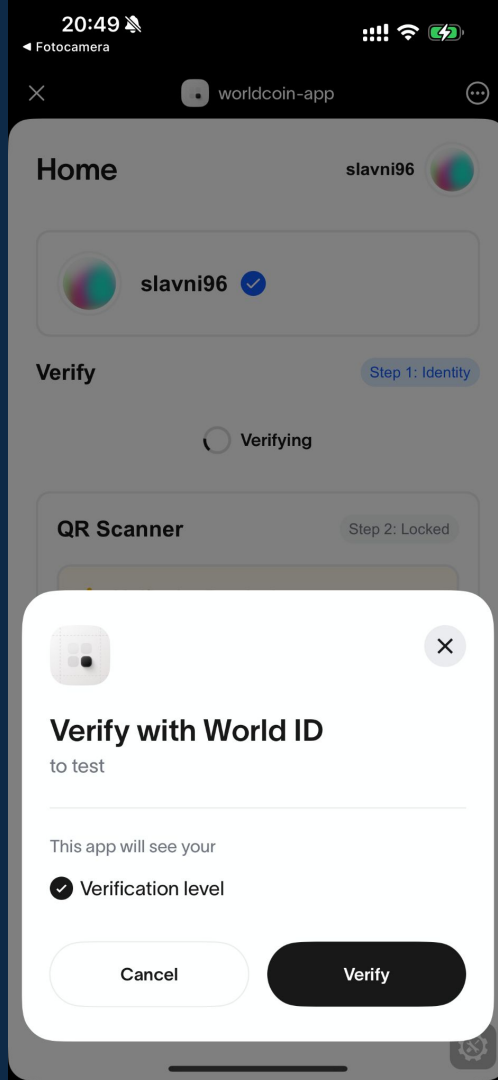 20:49
Fotocamera
worldcoin-app
Home
slavni96
slavni96
Verify
Step 1: Identity
Verifying
QR Scanner
Step 2: Locked
Verify with World ID
to test
This app will see your
Verification level
Cancel
Verify